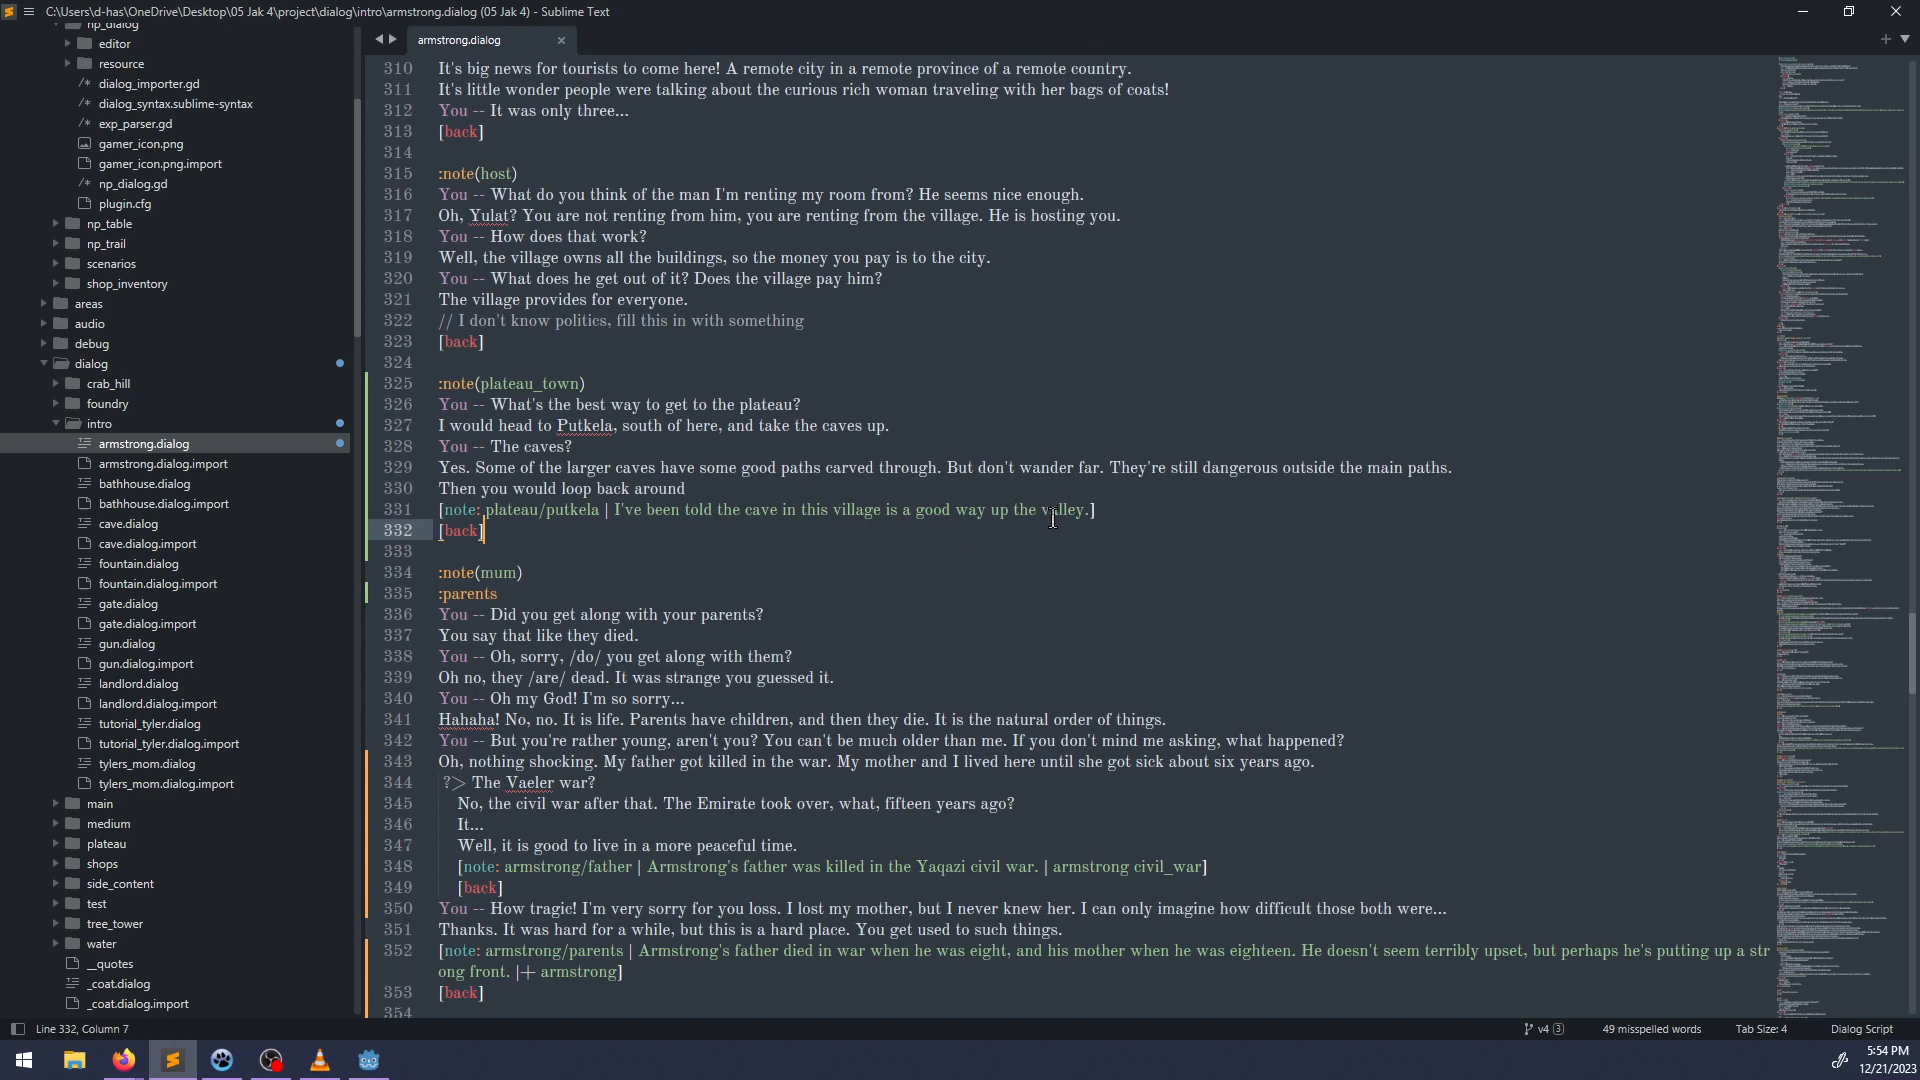 C:\Users\d-has\OneDrive\Desktop\05 Jak 4\project\dialog\intro\armstrong.dialog (05 Jak 4) - Sublime Text
np_dialog
editor
resource
/* dialog_importer.gd
/* dialog_syntax.sublime-syntax
/* exp_parser.gd
gamer_icon.png
gamer_icon.png.import
/* np_dialog.gd
plugin.cfg
np_table
np_trail
scenarios
shop_inventory
areas
audio
debug
dialog
crab_hill
foundry
intro
armstrong.dialog
armstrong.dialog.import
bathhouse.dialog
bathhouse.dialog.import
cave.dialog
cave.dialog.import
fountain.dialog
fountain.dialog.import
gate.dialog
gate.dialog.import
gun.dialog
gun.dialog.import
landlord.dialog
landlord.dialog.import
tutorial_tyler.dialog
tutorial_tyler.dialog.import
tylers_mom.dialog
tylers_mom.dialog.import
main
medium
plateau
shops
side_content
test
tree_tower
water
__quotes
_coat.dialog
_coat.dialog.import
armstrong.dialog
310 It's big news for tourists to come here! A remote city in a remote province of a remote country.
311 It's little wonder people were talking about the curious rich woman traveling with her bags of coats!
312 You -- It was only three...
313 [back]
314
315 :note(host)
316 You -- What do you think of the man I'm renting my room from? He seems nice enough.
317 Oh, Yulat? You are not renting from him, you are renting from the village. He is hosting you.
318 You -- How does that work?
319 Well, the village owns all the buildings, so the money you pay is to the city.
320 You -- What does he get out of it? Does the village pay him?
321 The village provides for everyone.
322 // I don't know politics, fill this in with something
323 [back]
324
325 :note(plateau_town)
326 You -- What's the best way to get to the plateau?
327 I would head to Putkela, south of here, and take the caves up.
328 You -- The caves?
329 Yes. Some of the larger caves have some good paths carved through. But don't wander far. They're still dangerous outside the main paths.
330 Then you would loop back around
331 [note: plateau/putkela | I've been told the cave in this village is a good way up the valley.]
332 [back]
333
334 :note(mum)
335 :parents
336 You -- Did you get along with your parents?
337 You say that like they died.
338 You -- Oh, sorry, /do/ you get along with them?
339 Oh no, they /are/ dead. It was strange you guessed it.
340 You -- Oh my God! I'm so sorry...
341 Hahaha! No, no. It is life. Parents have children, and then they die. It is the natural order of things.
342 You -- But you're rather young, aren't you? You can't be much older than me. If you don't mind me asking, what happened?
343 Oh, nothing shocking. My father got killed in the war. My mother and I lived here until she got sick about six years ago.
344 ?> The Vaeler war?
345 No, the civil war after that. The Emirate took over, what, fifteen years ago?
346 It...
347 Well, it is good to live in a more peaceful time.
348 [note: armstrong/father | Armstrong's father was killed in the Yaqazi civil war. | armstrong civil_war]
349 [back]
350 You -- How tragic! I'm very sorry for you loss. I lost my mother, but I never knew her. I can only imagine how difficult those both were...
351 Thanks. It was hard for a while, but this is a hard place. You get used to such things.
352 [note: armstrong/parents | Armstrong's father died in war when he was eight, and his mother when he was eighteen. He doesn't seem terribly upset, but perhaps he's putting up a str
ong front. |+ armstrong]
353 [back]
354
Line 332, Column 7
v4 3
49 misspelled words
Tab Size: 4
Dialog Script
5:54 PM
12/21/2023